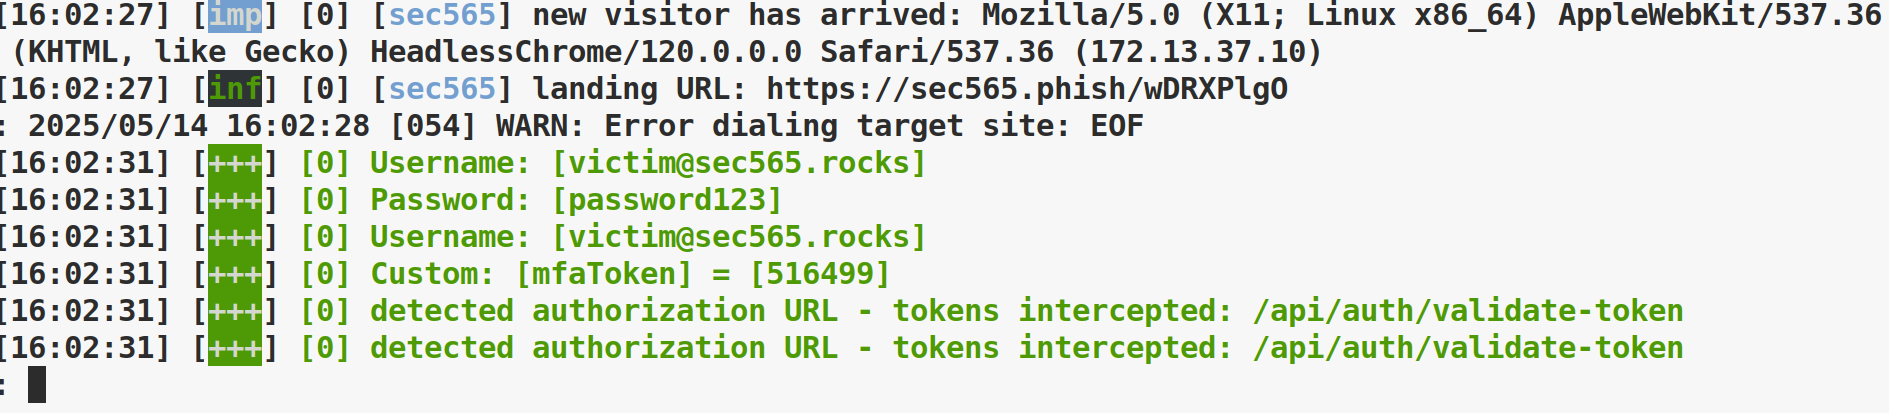 [16:02:27] [imp] [0] [sec565] new visitor has arrived: Mozilla/5.0 (X11; Linux x86_64) AppleWebKit/537.36
(KHTML, like Gecko) HeadlessChrome/120.0.0.0 Safari/537.36 (172.13.37.10)
[16:02:27] [inf] [0] [sec565] landing URL: https://sec565.phish/wDRXPlgO
: 2025/05/14 16:02:28 [054] WARN: Error dialing target site: EOF
[16:02:31] [+++] [0] Username: [victim@sec565.rocks]
[16:02:31] [+++] [0] Password: [password123]
[16:02:31] [+++] [0] Username: [victim@sec565.rocks]
[16:02:31] [+++] [0] Custom: [mfaToken] = [516499]
[16:02:31] [+++] [0] detected authorization URL - tokens intercepted: /api/auth/validate-token
[16:02:31] [+++] [0] detected authorization URL - tokens intercepted: /api/auth/validate-token
: